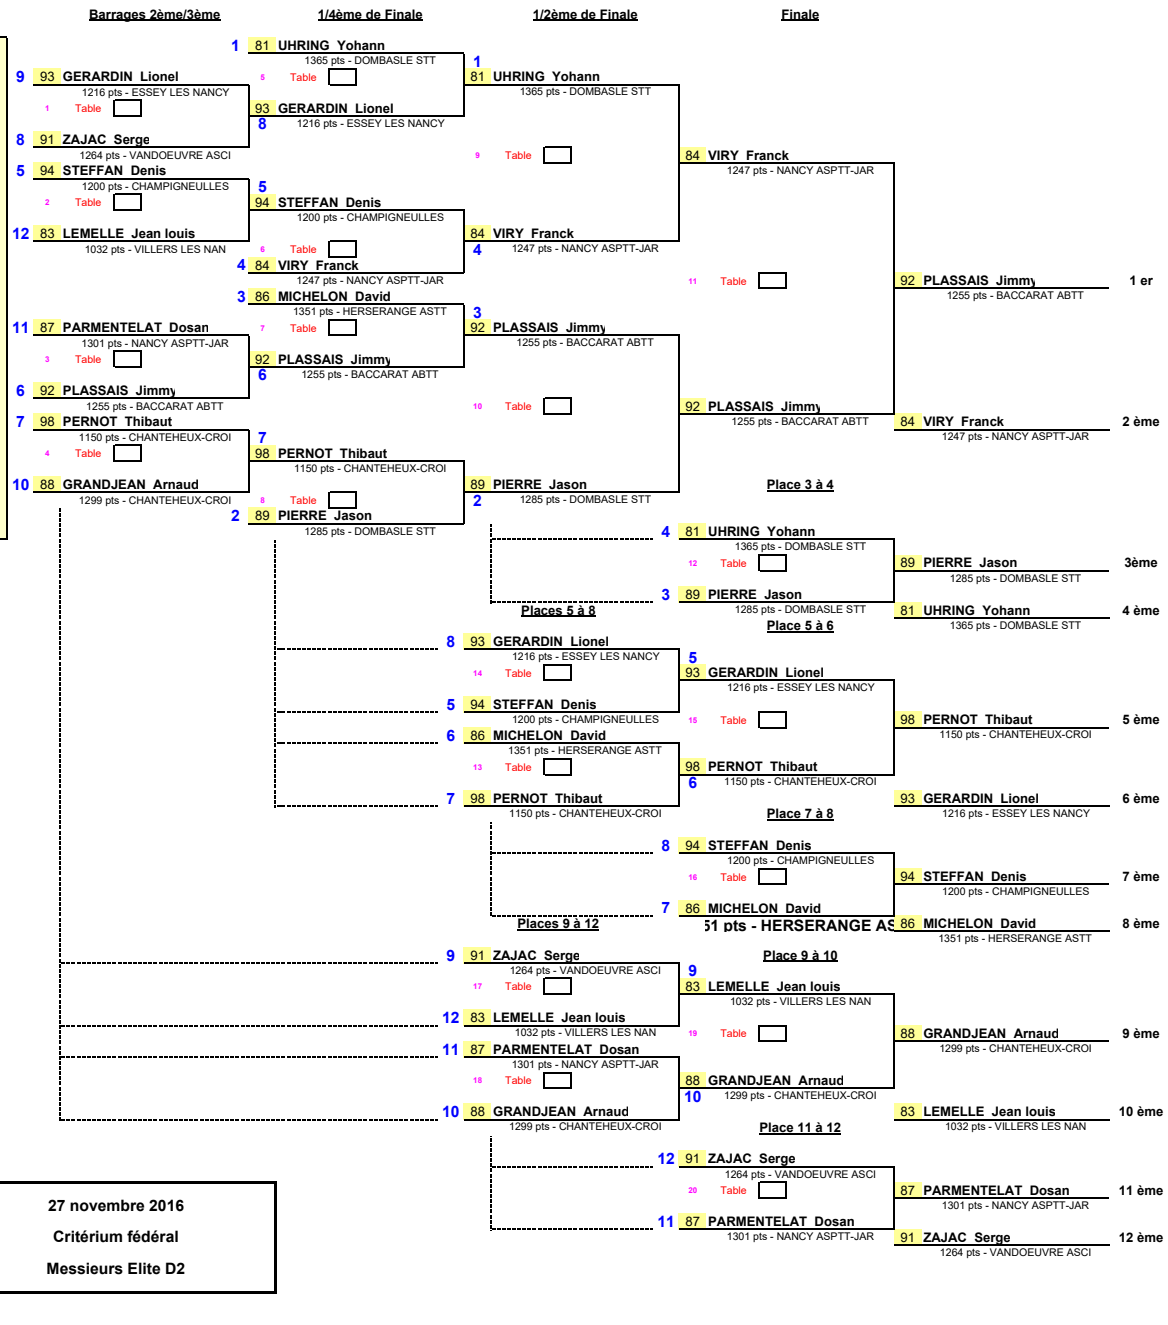 Barrages 2ème/3ème 1/4ème de Finale 1/2ème de Finale Finale
1 81 UHRING Yohann
1365 pts - DOMBASLE STT
9 93 GERARDIN Lionel 5 Table 1 81 UHRING Yohann
1216 pts - ESSEY LES NANCY 1365 pts - DOMBASLE STT
1 Table 93 GERARDIN Lionel
8 1216 pts - ESSEY LES NANCY
8 91 ZAJAC Serge
1264 pts - VANDOEUVRE ASCI 9 Table 84 VIRY Franck
5 94 STEFFAN Denis 1247 pts - NANCY ASPTT-JAR
1200 pts - CHAMPIGNEULLES 5
2 Table 94 STEFFAN Denis
1200 pts - CHAMPIGNEULLES
12 83 LEMELLE Jean louis 84 VIRY Franck
1032 pts - VILLERS LES NAN 6 Table 4 1247 pts - NANCY ASPTT-JAR
4 84 VIRY Franck
1247 pts - NANCY ASPTT-JAR 11 Table 92 PLASSAIS Jimmy 1 er
3 86 MICHELON David 1255 pts - BACCARAT ABTT
1351 pts - HERSERANGE ASTT 3
11 87 PARMENTELAT Dosan 7 Table 92 PLASSAIS Jimmy
1301 pts - NANCY ASPTT-JAR 1255 pts - BACCARAT ABTT
3 Table 92 PLASSAIS Jimmy
6 1255 pts - BACCARAT ABTT
6 92 PLASSAIS Jimmy
1255 pts - BACCARAT ABTT 10 Table 92 PLASSAIS Jimmy
7 98 PERNOT Thibaut 1255 pts - BACCARAT ABTT 84 VIRY Franck 2 ème
1150 pts - CHANTEHEUX-CROI 7 1247 pts - NANCY ASPTT-JAR
4 Table 98 PERNOT Thibaut
1150 pts - CHANTEHEUX-CROI
10 88 GRANDJEAN Arnaud 89 PIERRE Jason Place 3 à 4
1299 pts - CHANTEHEUX-CROI 8 Table 2 1285 pts - DOMBASLE STT
2 89 PIERRE Jason
1285 pts - DOMBASLE STT 4 81 UHRING Yohann
1365 pts - DOMBASLE STT
12 Table 89 PIERRE Jason 3ème
1285 pts - DOMBASLE STT
3 89 PIERRE Jason
Places 5 à 8 1285 pts - DOMBASLE STT 81 UHRING Yohann 4 ème
Place 5 à 6 1365 pts - DOMBASLE STT
8 93 GERARDIN Lionel
1216 pts - ESSEY LES NANCY 5
14 Table 93 GERARDIN Lionel
1216 pts - ESSEY LES NANCY
5 94 STEFFAN Denis
1200 pts - CHAMPIGNEULLES 15 Table 98 PERNOT Thibaut 5 ème
6 86 MICHELON David 1150 pts - CHANTEHEUX-CROI
1351 pts - HERSERANGE ASTT
13 Table 98 PERNOT Thibaut
6 1150 pts - CHANTEHEUX-CROI
7 98 PERNOT Thibaut 93 GERARDIN Lionel 6 ème
1150 pts - CHANTEHEUX-CROI Place 7 à 8 1216 pts - ESSEY LES NANCY
8 94 STEFFAN Denis
1200 pts - CHAMPIGNEULLES
16 Table 94 STEFFAN Denis 7 ème
1200 pts - CHAMPIGNEULLES
7 86 MICHELON David
Places 9 à 12 51 pts - HERSERANGE AS 86 MICHELON David 8 ème
1351 pts - HERSERANGE ASTT
9 91 ZAJAC Serge Place 9 à 10
1264 pts - VANDOEUVRE ASCI 9
17 Table 83 LEMELLE Jean louis
1032 pts - VILLERS LES NAN
12 83 LEMELLE Jean louis
1032 pts - VILLERS LES NAN 19 Table 88 GRANDJEAN Arnaud 9 ème
11 87 PARMENTELAT Dosan 1299 pts - CHANTEHEUX-CROI
1301 pts - NANCY ASPTT-JAR
18 Table 88 GRANDJEAN Arnaud
10 1299 pts - CHANTEHEUX-CROI
10 88 GRANDJEAN Arnaud 83 LEMELLE Jean louis 10 ème
1299 pts - CHANTEHEUX-CROI Place 11 à 12 1032 pts - VILLERS LES NAN
12 91 ZAJAC Serge
1264 pts - VANDOEUVRE ASCI
20 Table 87 PARMENTELAT Dosan 11 ème
1301 pts - NANCY ASPTT-JAR
11 87 PARMENTELAT Dosan
1301 pts - NANCY ASPTT-JAR 91 ZAJAC Serge 12 ème
1264 pts - VANDOEUVRE ASCI
27 novembre 2016
Critérium fédéral
Messieurs Elite D2